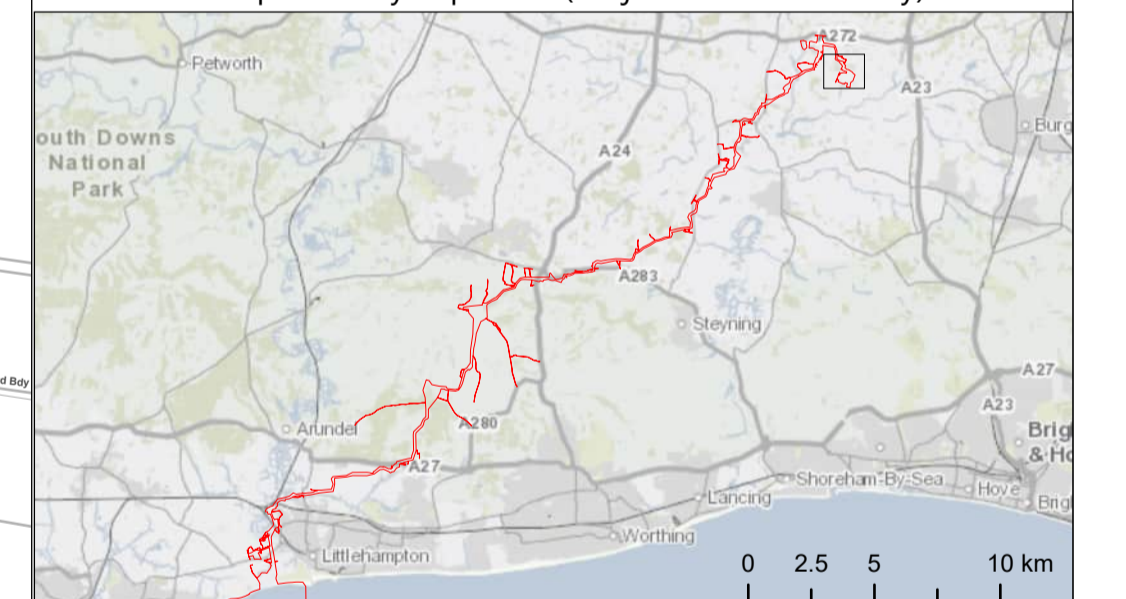 A272
Petworth
A23
Burg
outh Downs
National
Park
A24
A283
Steyning
d Bdy
A27
A23
Arundel
A280
Brig
& Ho
A27
Shoreham-By-Sea
Hove
Lancing
Brig
Worthing
Littlehampton
0 2.5 5 10 km